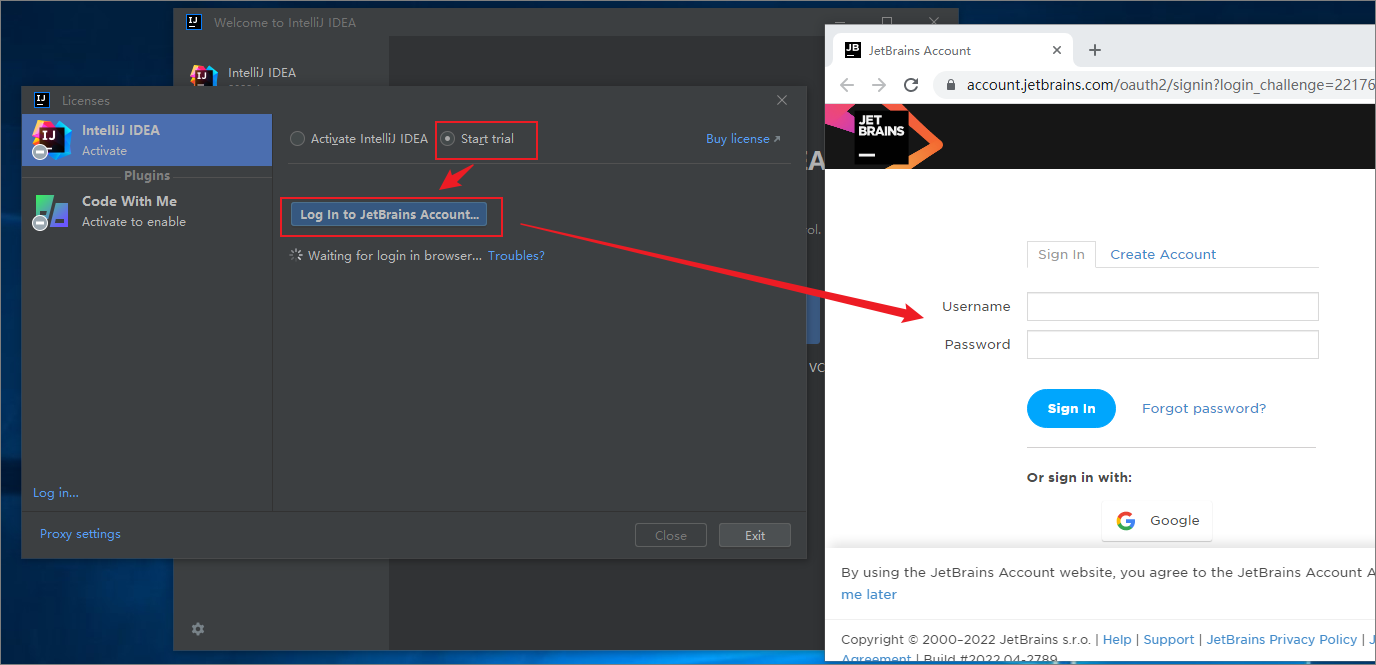 Welcome to IntelliJ IDEA
IntelliJ IDEA
Licenses
IntelliJ IDEA
Activate
Plugins
Code With Me
Activate to enable
Log in...
Proxy settings
Activate IntelliJ IDEA
Start trial
Buy license
Log In to JetBrains Account...
Waiting for login in browser... Troubles?
Close
Exit
JB
JetBrains Account
account.jetbrains.com/oauth2/signin?login_challenge=22176
JET
BRAINS
Sign In
Create Account
Username
Password
Sign In
Forgot password?
Or sign in with:
Google
By using the JetBrains Account website, you agree to the JetBrains Account A
me later
Copyright © 2000–2022 JetBrains s.r.o. | Help | Support | JetBrains Privacy Policy | J
Agreement | Build #2022.04-2789